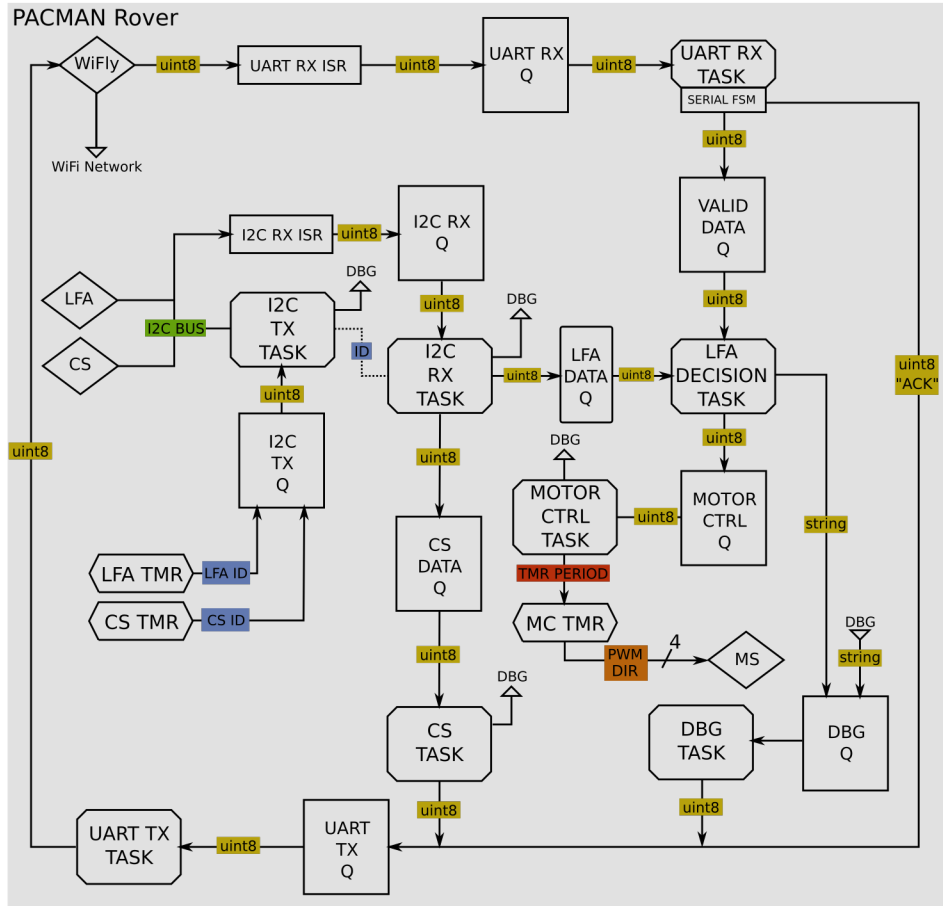 PACMAN Rover
WiFly
uint8
UART RX ISR
uint8
UART RX
Q
uint8
UART RX
TASK
SERIAL FSM
WiFi Network
uint8
I2C RX ISR
uint8
I2C RX
Q
VALID
DATA
Q
LFA
I2C BUS
CS
I2C
TX
TASK
DBG
ID
uint8
uint8
DBG
I2C
RX
TASK
uint8
LFA
DATA
Q
uint8
LFA
DECISION
TASK
uint8
"ACK"
uint8
I2C
TX
Q
uint8
uint8
uint8
DBG
MOTOR
CTRL
TASK
uint8
MOTOR
CTRL
Q
string
LFA TMR
LFA ID
CS TMR
CS ID
CS
DATA
Q
TMR PERIOD
MC TMR
PWM
DIR
4
MS
DBG
string
uint8
DBG
CS
TASK
DBG
TASK
DBG
Q
uint8
uint8
UART TX
TASK
uint8
UART
TX
Q